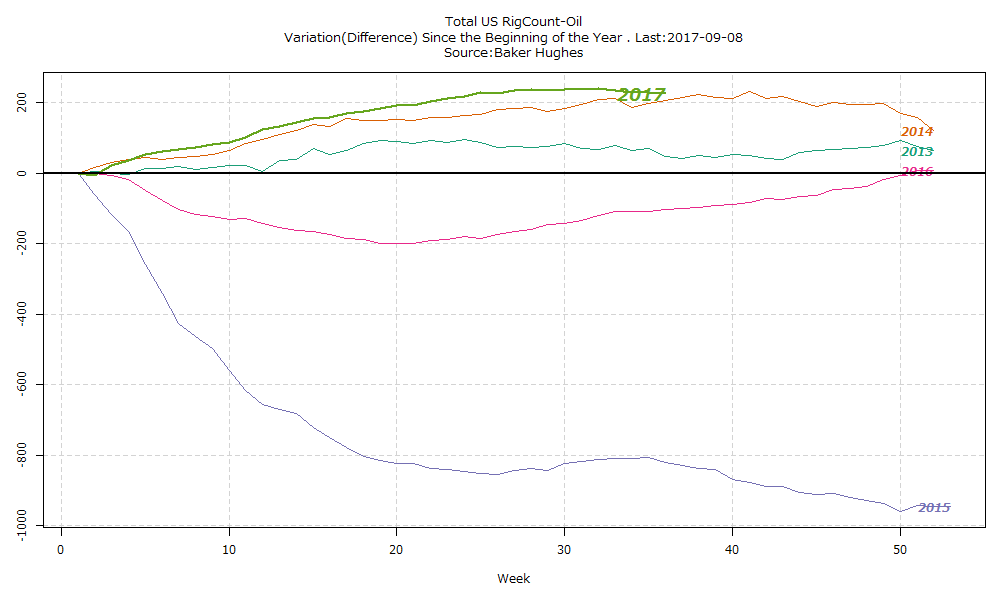 Total US RigCount-Oil
Variation(Difference) Since the Beginning of the Year . Last:2017-09-08
Source:Baker Hughes
200
0
-200
-400
-600
-800
-1000
2017
2014
2013
2016
2015
0 10 20 30 40 50
Week